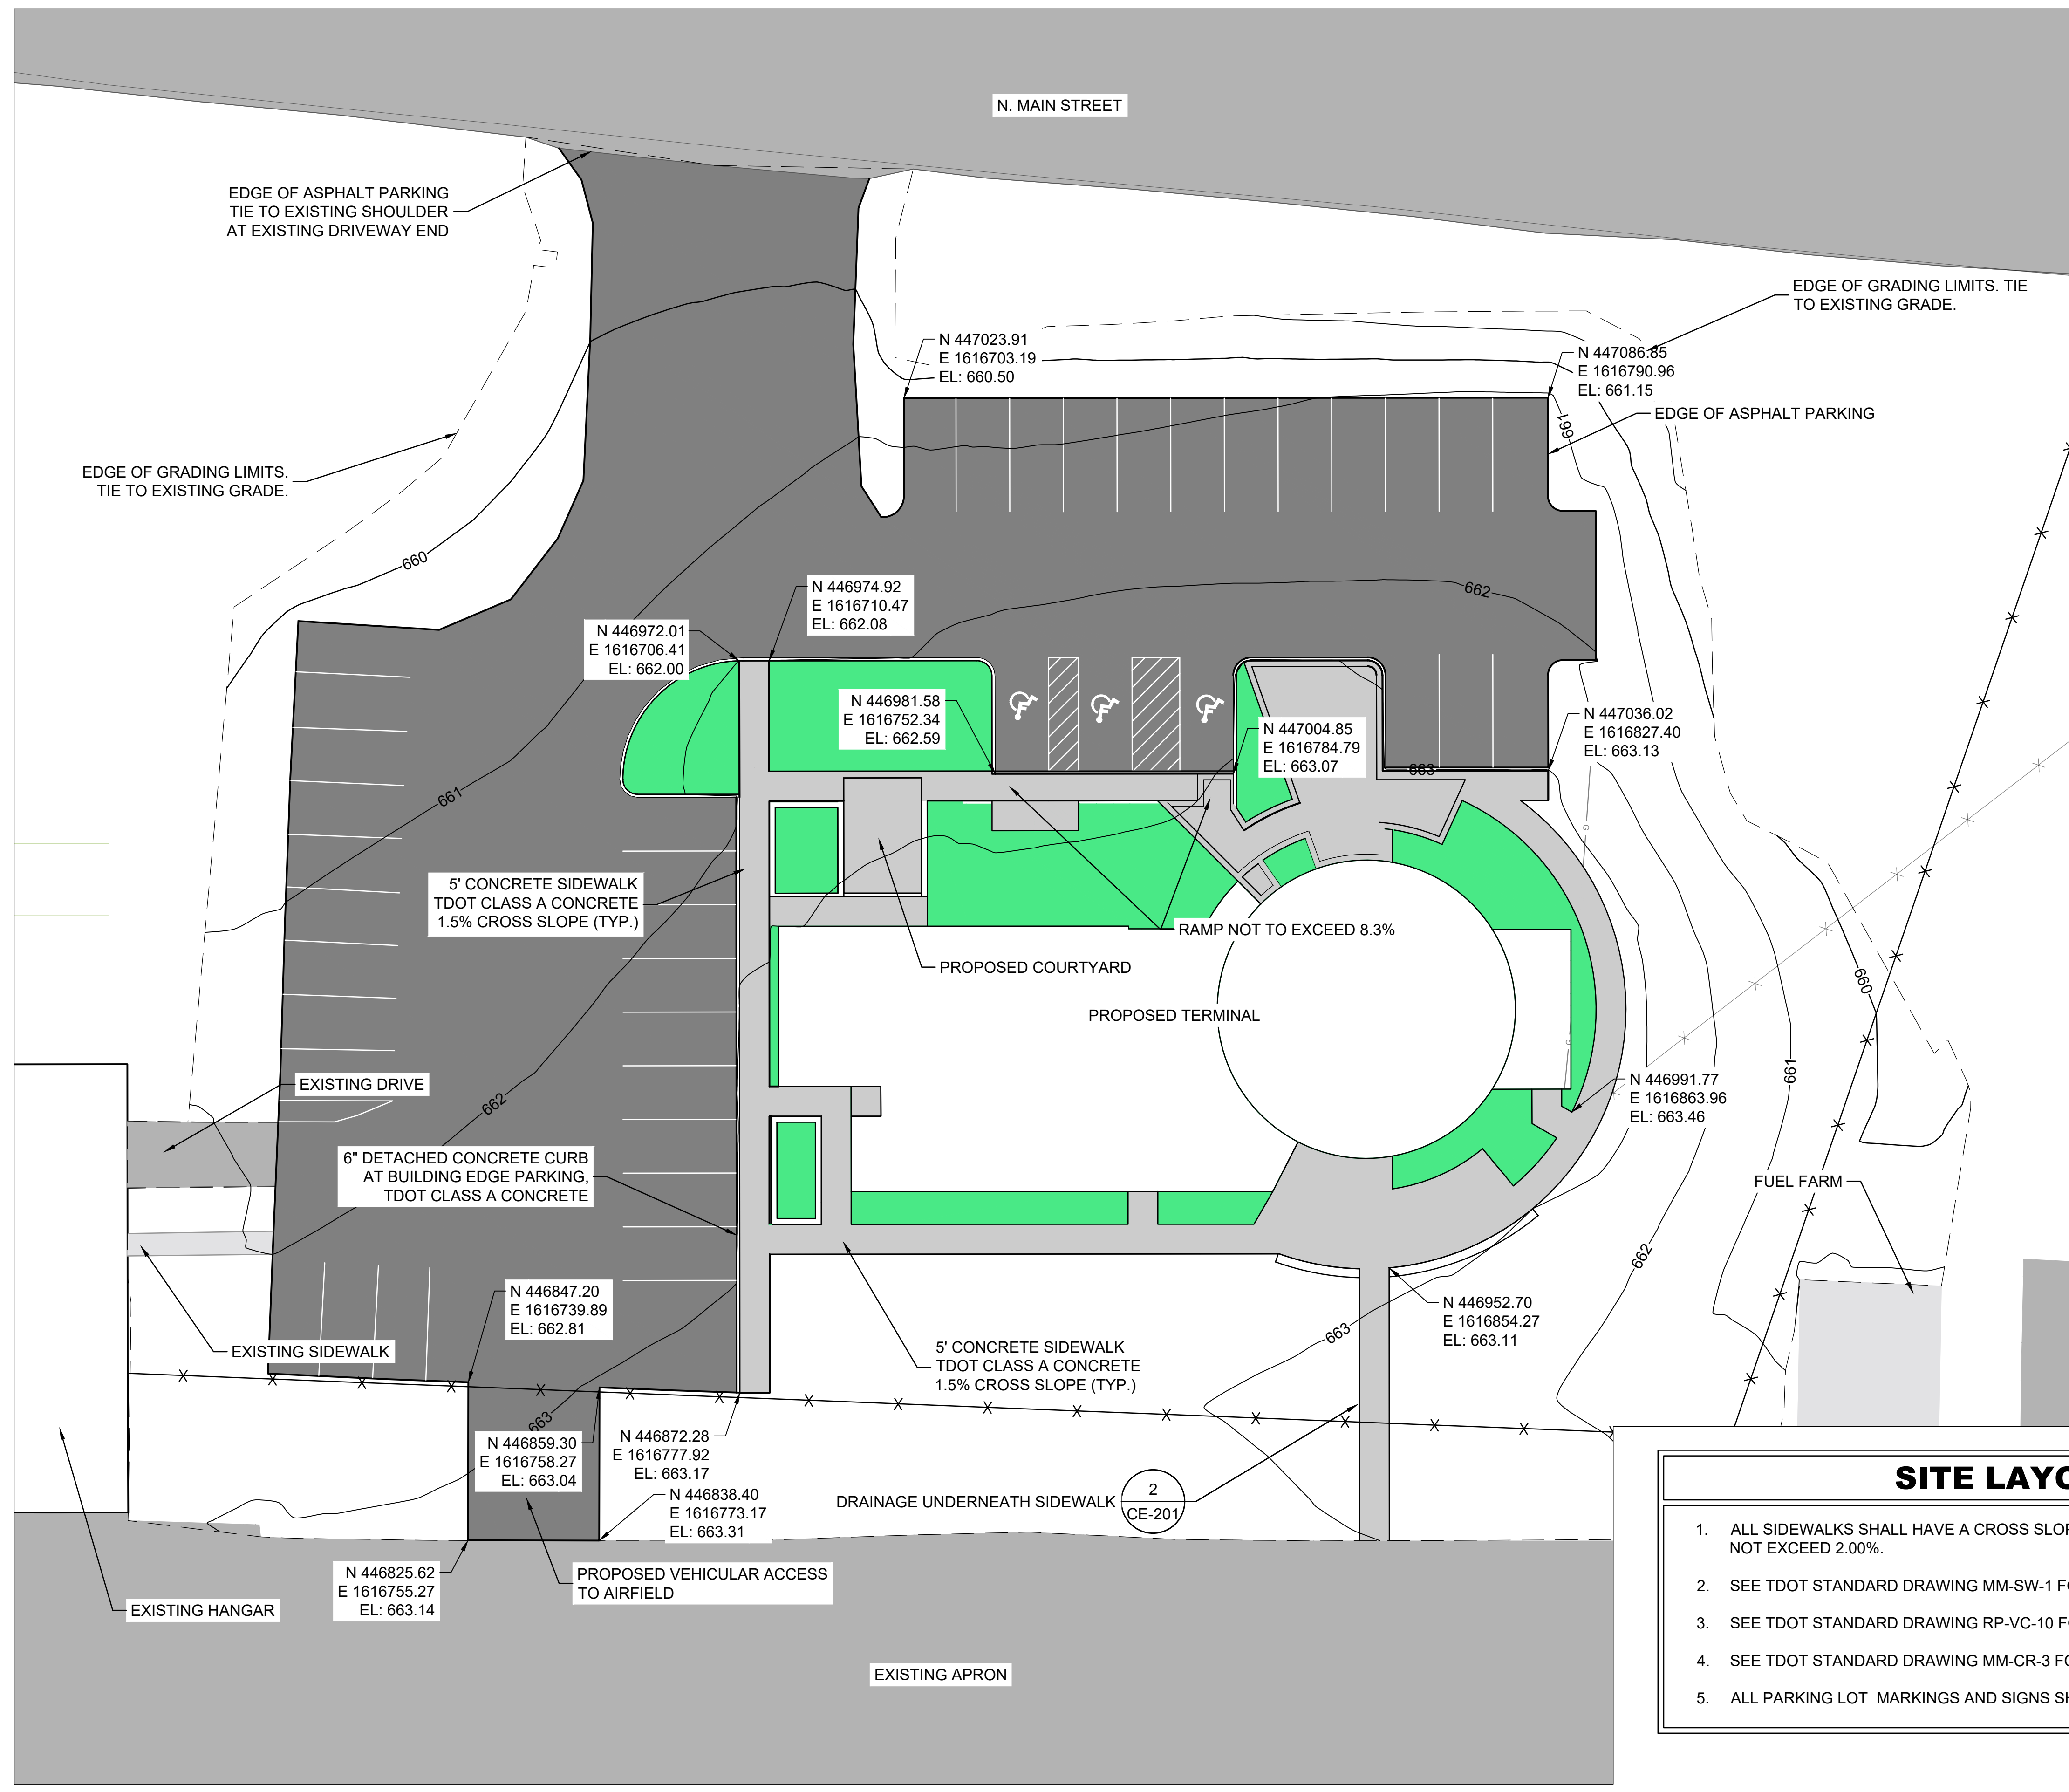 N. MAIN STREET
EDGE OF ASPHALT PARKING
TIE TO EXISTING SHOULDER
AT EXISTING DRIVEWAY END
EDGE OF GRADING LIMITS. TIE
TO EXISTING GRADE.
N 447023.91
E 1616703.19
EL: 660.50
N 447086.85
E 1616790.96
EL: 661.15
EDGE OF ASPHALT PARKING
661
EDGE OF GRADING LIMITS.
TIE TO EXISTING GRADE.
660
662
N 446974.92
E 1616710.47
EL: 662.08
N 446972.01
E 1616706.41
EL: 662.00
N 446981.58
E 1616752.34
EL: 662.59
N 447004.85
E 1616784.79
EL: 663.07
N 447036.02
E 1616827.40
EL: 663.13
663
661
G
5' CONCRETE SIDEWALK
TDOT CLASS A CONCRETE
1.5% CROSS SLOPE (TYP.)
RAMP NOT TO EXCEED 8.3%
PROPOSED COURTYARD
PROPOSED TERMINAL
660
G
661
EXISTING DRIVE
662
N 446991.77
E 1616863.96
EL: 663.46
6" DETACHED CONCRETE CURB
AT BUILDING EDGE PARKING,
TDOT CLASS A CONCRETE
FUEL FARM
662
N 446847.20
E 1616739.89
EL: 662.81
N 446952.70
E 1616854.27
EL: 663.11
663
EXISTING SIDEWALK
5' CONCRETE SIDEWALK
TDOT CLASS A CONCRETE
1.5% CROSS SLOPE (TYP.)
663
N 446859.30
E 1616758.27
EL: 663.04
N 446872.28
E 1616777.92
EL: 663.17
N 446838.40
E 1616773.17
EL: 663.31
DRAINAGE UNDERNEATH SIDEWALK
2
CE-201
N 446825.62
E 1616755.27
EL: 663.14
PROPOSED VEHICULAR ACCESS
TO AIRFIELD
EXISTING HANGAR
EXISTING APRON
SITE LAYO
1. ALL SIDEWALKS SHALL HAVE A CROSS SLOP
NOT EXCEED 2.00%.
2. SEE TDOT STANDARD DRAWING MM-SW-1 FO
3. SEE TDOT STANDARD DRAWING RP-VC-10 FO
4. SEE TDOT STANDARD DRAWING MM-CR-3 FO
5. ALL PARKING LOT MARKINGS AND SIGNS SH